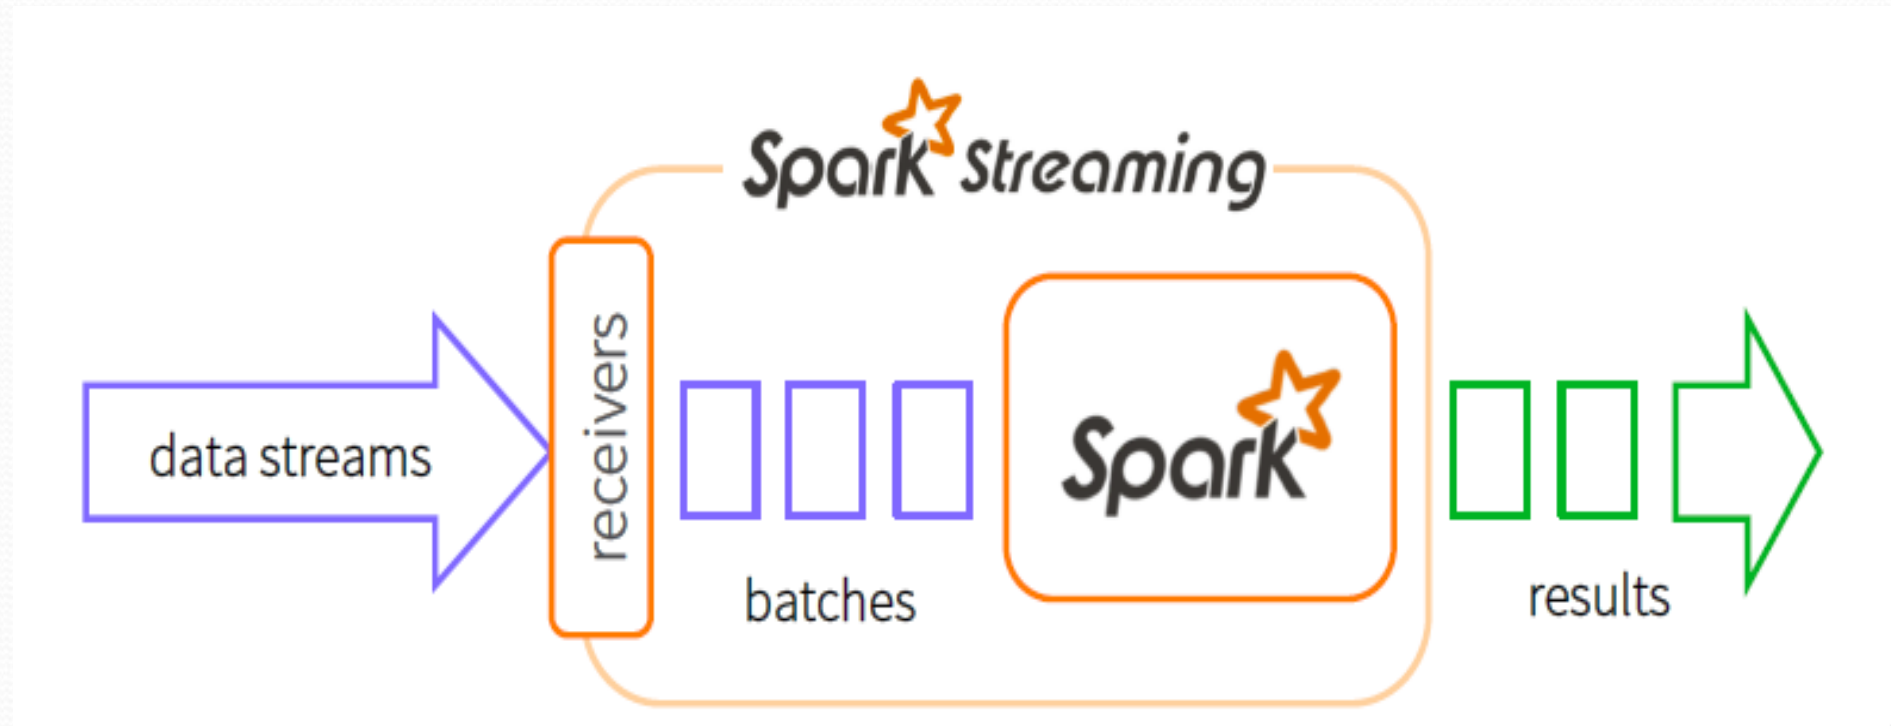 Spark Streaming
data streams
receivers
batches
Spark
results